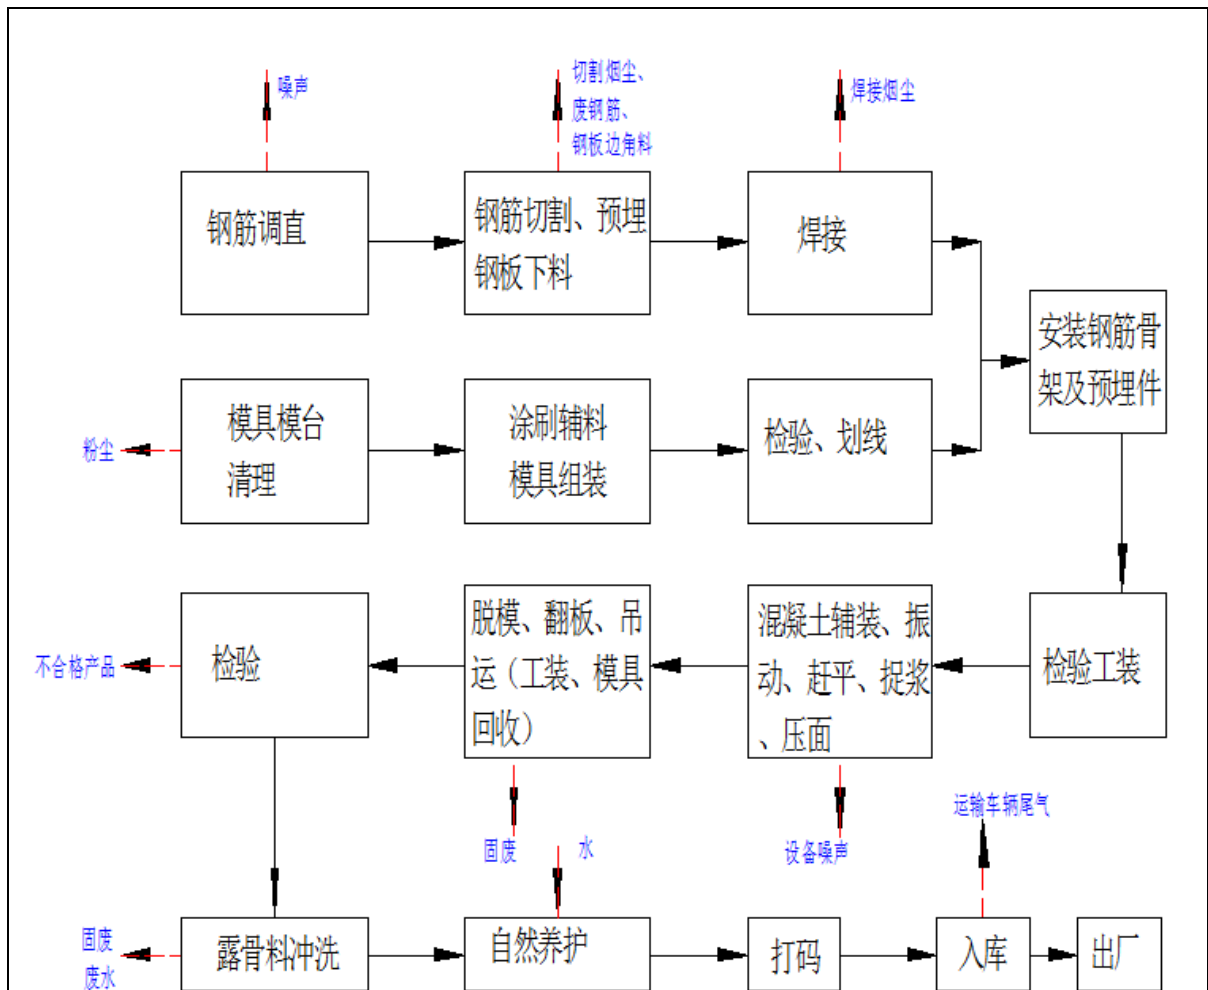 噪声
切割烟尘、
废钢筋、
钢板边角料
焊接烟尘
钢筋调直
钢筋切割、预埋
钢板下料
焊接
安装钢筋骨
架及预埋件
粉尘
模具模台
清理
涂刷辅料
模具组装
检验、划线
不合格产品
检验
脱模、翻板、吊
运（工装、模具
回收）
混凝土辅装、振
动、赶平、捉浆
、压面
检验工装
固废
水
设备噪声
运输车辆尾气
固废
废水
露骨料冲洗
自然养护
打码
入库
出厂